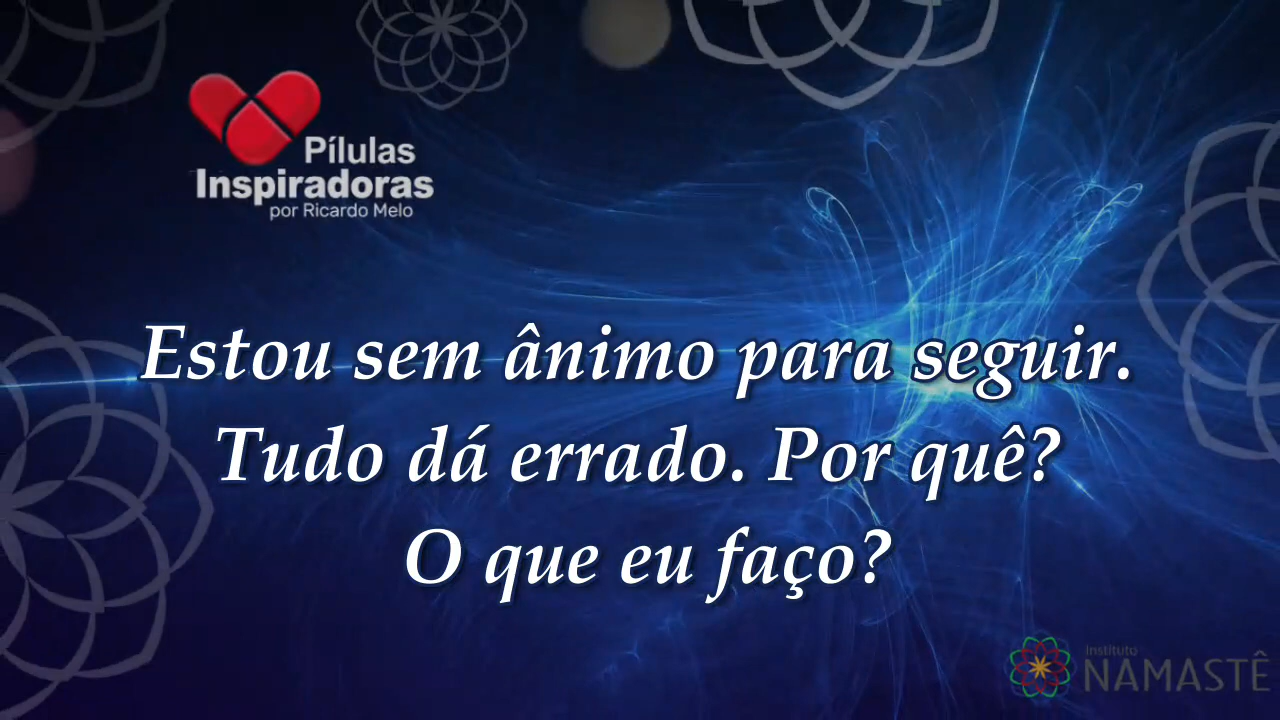 Pílulas
Inspiradoras
por Ricardo Melo
Estou sem ânimo para seguir.
Tudo dá errado. Por quê?
O que eu faço?
Instituto
NAMASTÊ